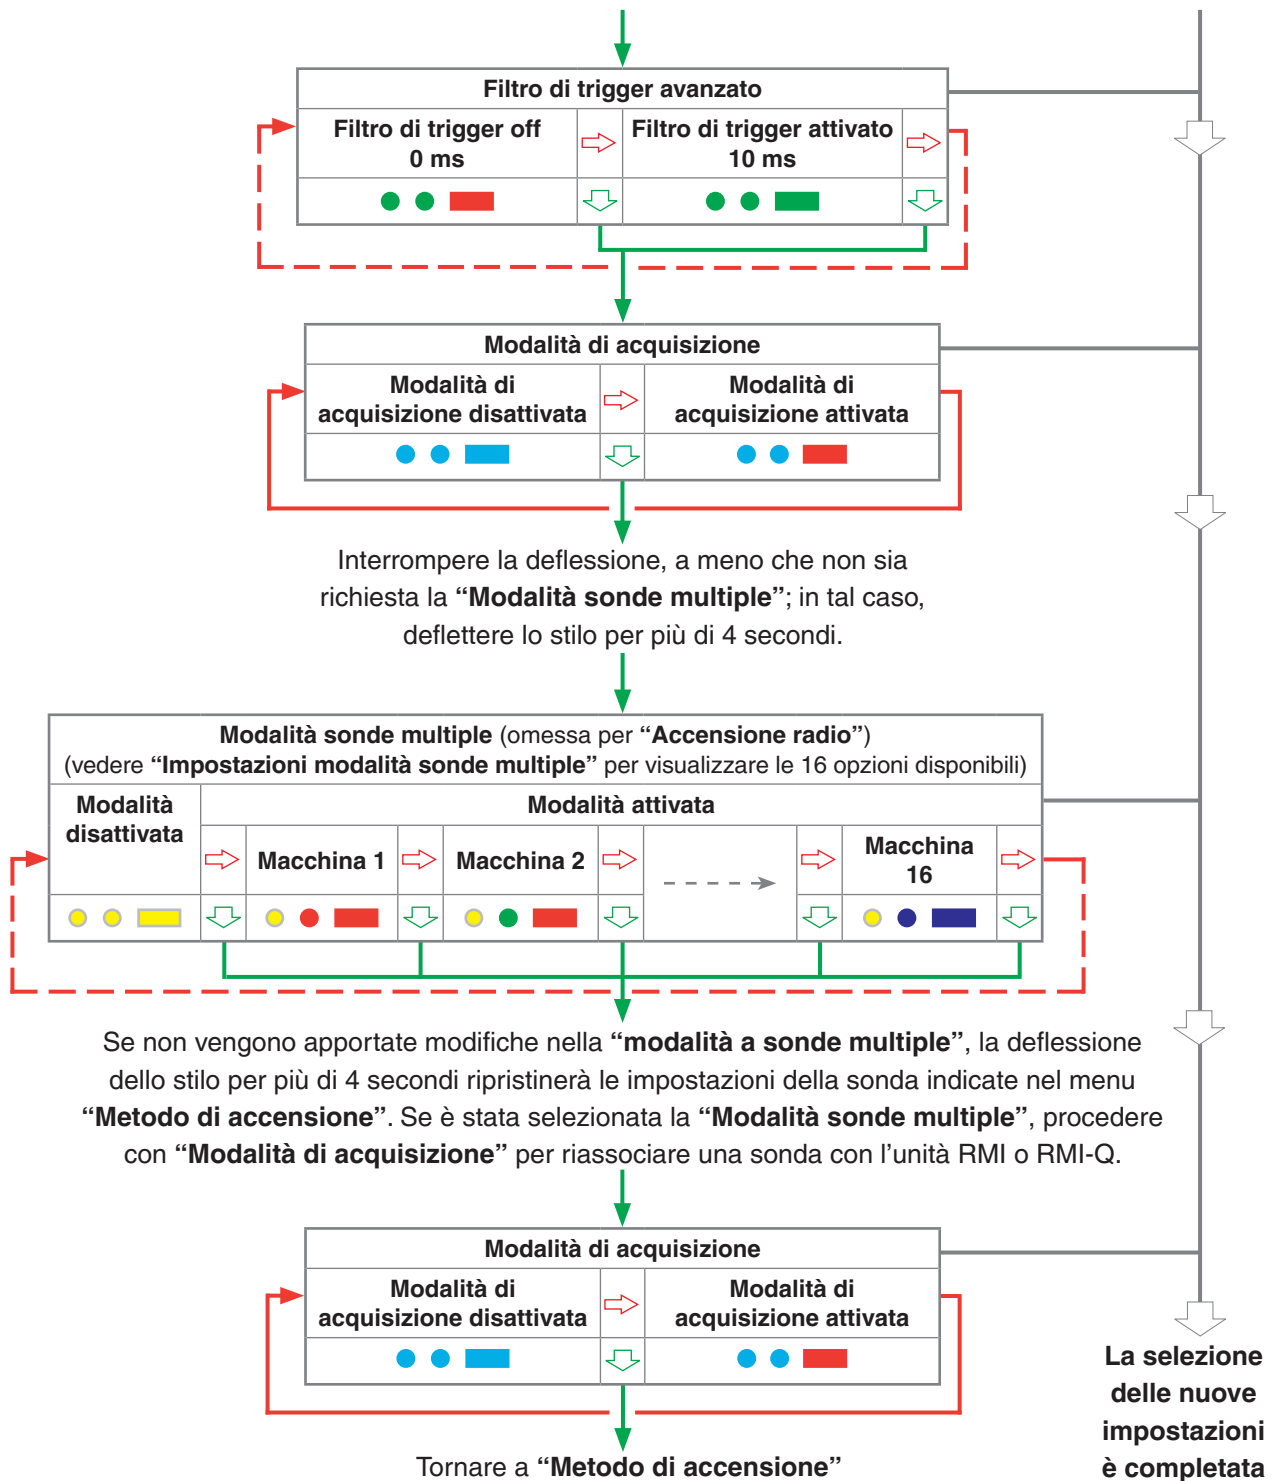 Filtro di trigger avanzato
Filtro di trigger off
0 ms
Filtro di trigger attivato
10 ms
Modalità di acquisizione
Modalità di
acquisizione disattivata
Modalità di
acquisizione attivata
Interrompere la deflessione, a meno che non sia
richiesta la “Modalità sonde multiple”; in tal caso,
deflettere lo stilo per più di 4 secondi.
Modalità sonde multiple (omessa per “Accensione radio”)
(vedere “Impostazioni modalità sonde multiple” per visualizzare le 16 opzioni disponibili)
Modalità
disattivata
Modalità attivata
Macchina 1
Macchina 2
Macchina
16
Se non vengono apportate modifiche nella “modalità a sonde multiple”, la deflessione
dello stilo per più di 4 secondi ripristinerà le impostazioni della sonda indicate nel menu
“Metodo di accensione”. Se è stata selezionata la “Modalità sonde multiple”, procedere
con “Modalità di acquisizione” per riassociare una sonda con l’unità RMI o RMI-Q.
Modalità di acquisizione
Modalità di
acquisizione disattivata
Modalità di
acquisizione attivata
Tornare a “Metodo di accensione”
La selezione
delle nuove
impostazioni
è completata